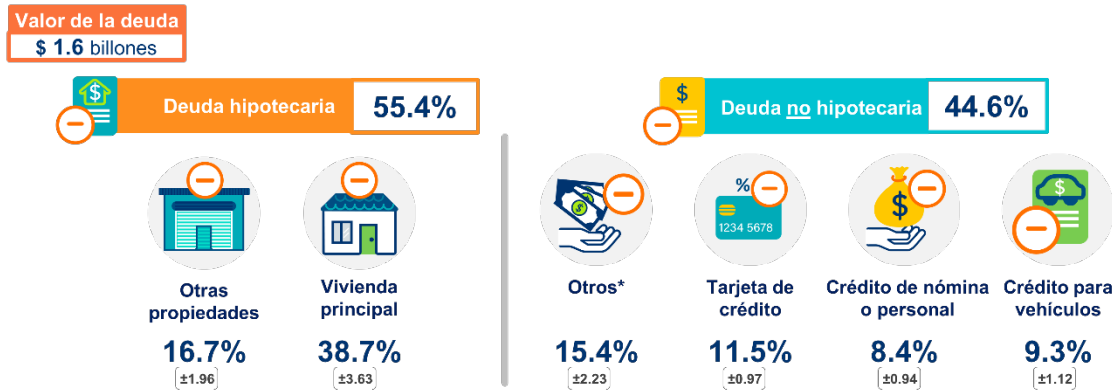 Valor de la deuda
$ 1.6 billones
$
Deuda hipotecaria
55.4%
$
Deuda no hipotecaria
44.6%
Otras
propiedades
16.7%
±1.96
Vivienda
principal
38.7%
±3.63
$
Otros*
15.4%
±2.23
%
1234 5678
Tarjeta de
crédito
11.5%
±0.97
$
Crédito de nómina
o personal
8.4%
±0.94
$
Crédito para
vehículos
9.3%
±1.12